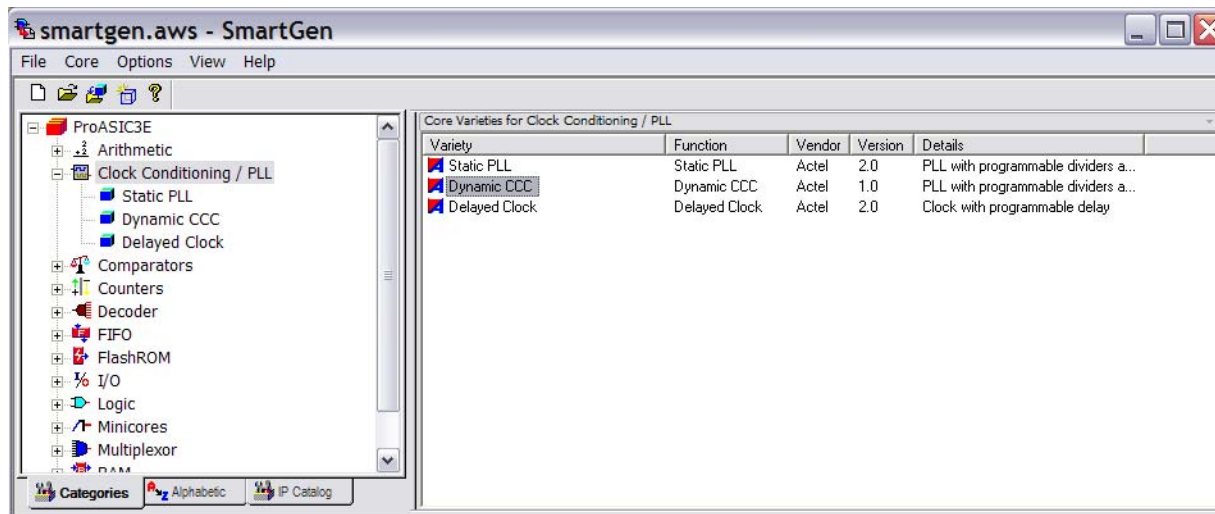 smartgen.aws - SmartGen
File Core Options View Help
ProASIC3E
Arithmetic
Clock Conditioning / PLL
Static PLL
Dynamic CCC
Delayed Clock
Comparators
Counters
Decoder
FIFO
FlashROM
I/O
Logic
Minicores
Multiplexor
RAM
Categories Alphabetic IP Catalog
Core Varieties for Clock Conditioning / PLL
Variety Function Vendor Version Details
Static PLL Static PLL Actel 2.0 PLL with programmable dividers a...
Dynamic CCC Dynamic CCC Actel 1.0 PLL with programmable dividers a...
Delayed Clock Delayed Clock Actel 2.0 Clock with programmable delay